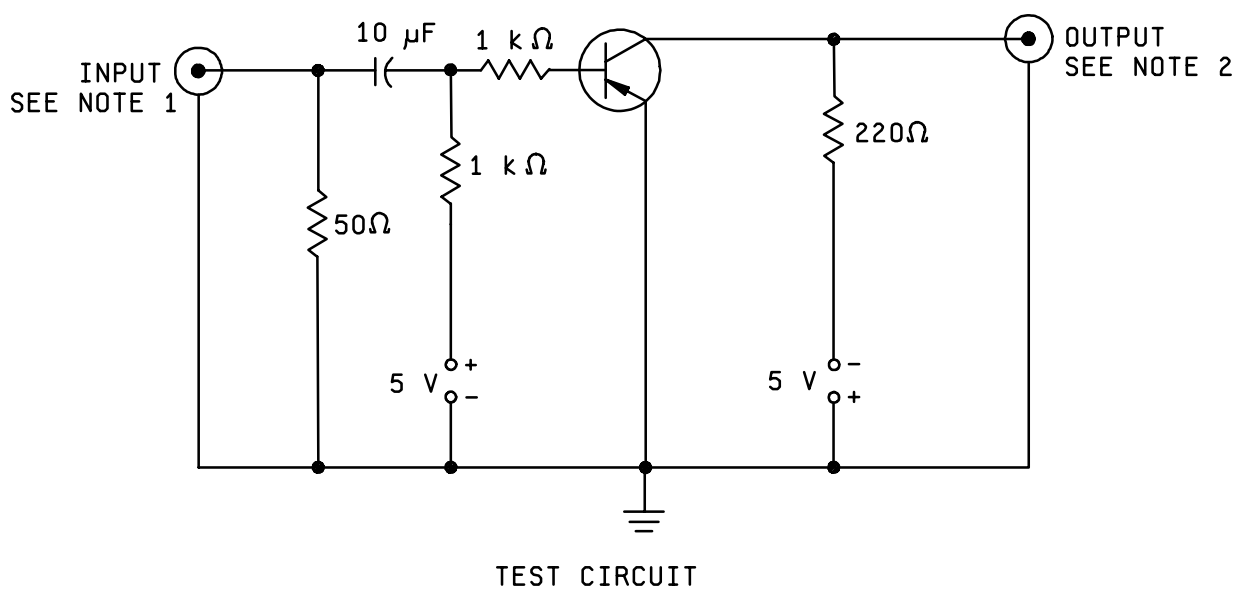 10 µF
1 kΩ
INPUT
SEE NOTE 1
OUTPUT
SEE NOTE 2
220Ω
1 kΩ
50Ω
5 V
+
−
5 V
−
+
TEST CIRCUIT